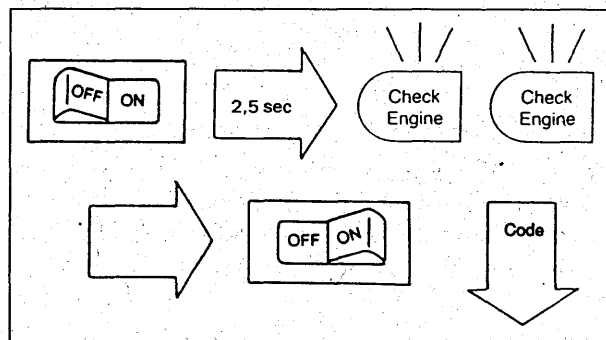 OFF ON
2,5 sec
Check
Engine
Check
Engine
OFF ON
Code